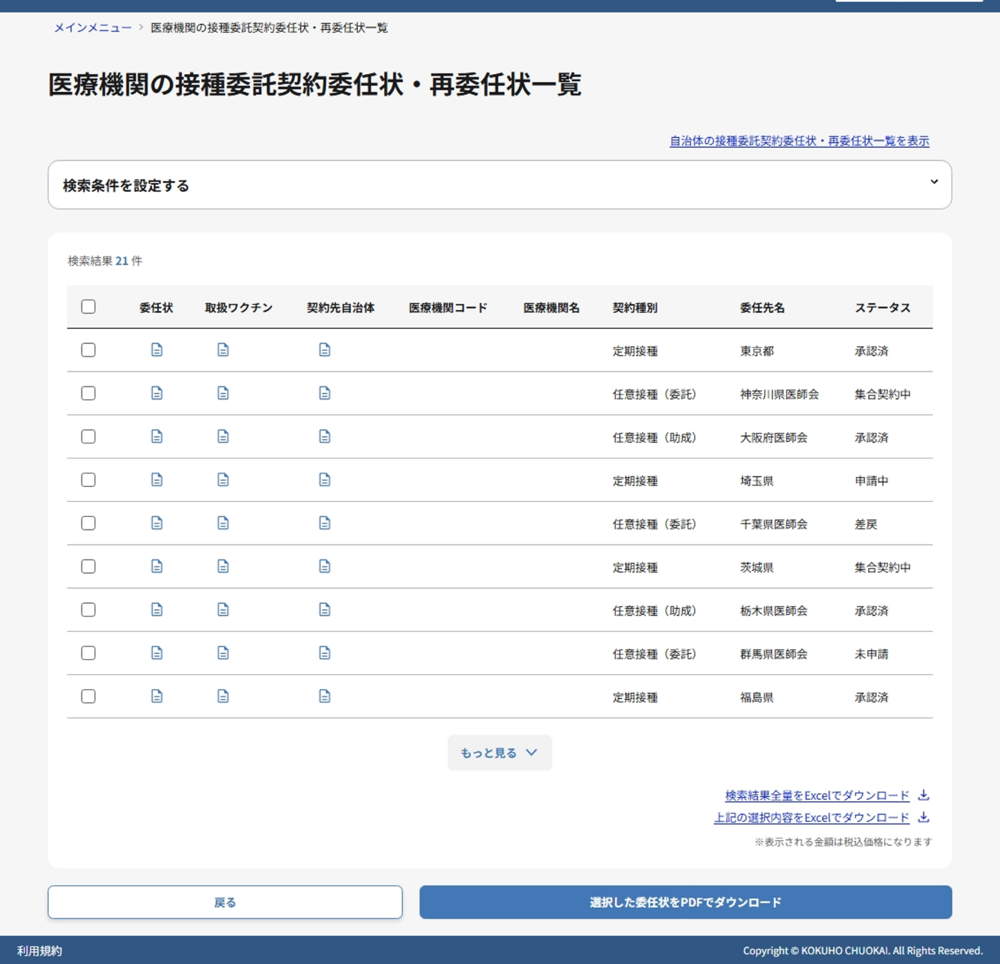 メインメニュー > 医療機関の接種委託契約委任状・再委任状一覧
医療機関の接種委託契約委任状・再委任状一覧
自治体の接種委託契約委任状・再委任状一覧を表示
検索条件を設定する
検索結果 21 件
委任状 取扱ワクチン 契約先自治体 医療機関コード 医療機関名 契約種別 委任先名 ステータス
定期接種 東京都 承認済
任意接種（委託） 神奈川県医師会 集合契約中
任意接種（助成） 大阪府医師会 承認済
定期接種 埼玉県 申請中
任意接種（委託） 千葉県医師会 差戻
定期接種 茨城県 集合契約中
任意接種（助成） 栃木県医師会 承認済
任意接種（委託） 群馬県医師会 未申請
定期接種 福島県 承認済
もっと見る
検索結果全量をExcelでダウンロード
上記の選択内容をExcelでダウンロード
※表示される金額は税込価格になります
戻る 選択した委任状をPDFでダウンロード
利用規約 Copyright © KOKUHO CHUOKAI. All Rights Reserved.